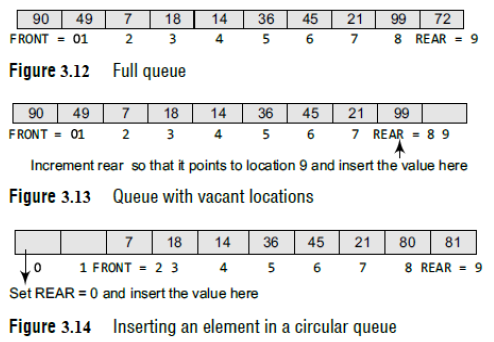 90 49 7 18 14 36 45 21 99 72
FRONT = 01 2 3 4 5 6 7 8 REAR = 9
Figure 3.12 Full queue
90 49 7 18 14 36 45 21 99
FRONT = 01 2 3 4 5 6 7 REAR = 8 9
Increment rear so that it points to location 9 and insert the value here
Figure 3.13 Queue with vacant locations
7 18 14 36 45 21 80 81
0 1 FRONT = 2 3 4 5 6 7 8 REAR = 9
Set REAR = 0 and insert the value here
Figure 3.14 Inserting an element in a circular queue